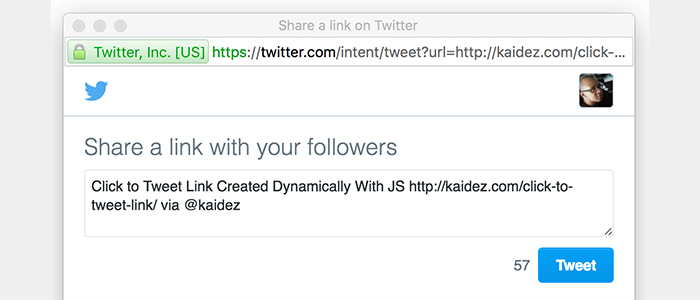 Share a link on Twitter
Twitter, Inc. [US] https://twitter.com/intent/tweet?url=http://kaidez.com/click-...
Share a link with your followers
Click to Tweet Link Created Dynamically With JS http://kaidez.com/click-to-
tweet-link/ via @kaidez
57 Tweet